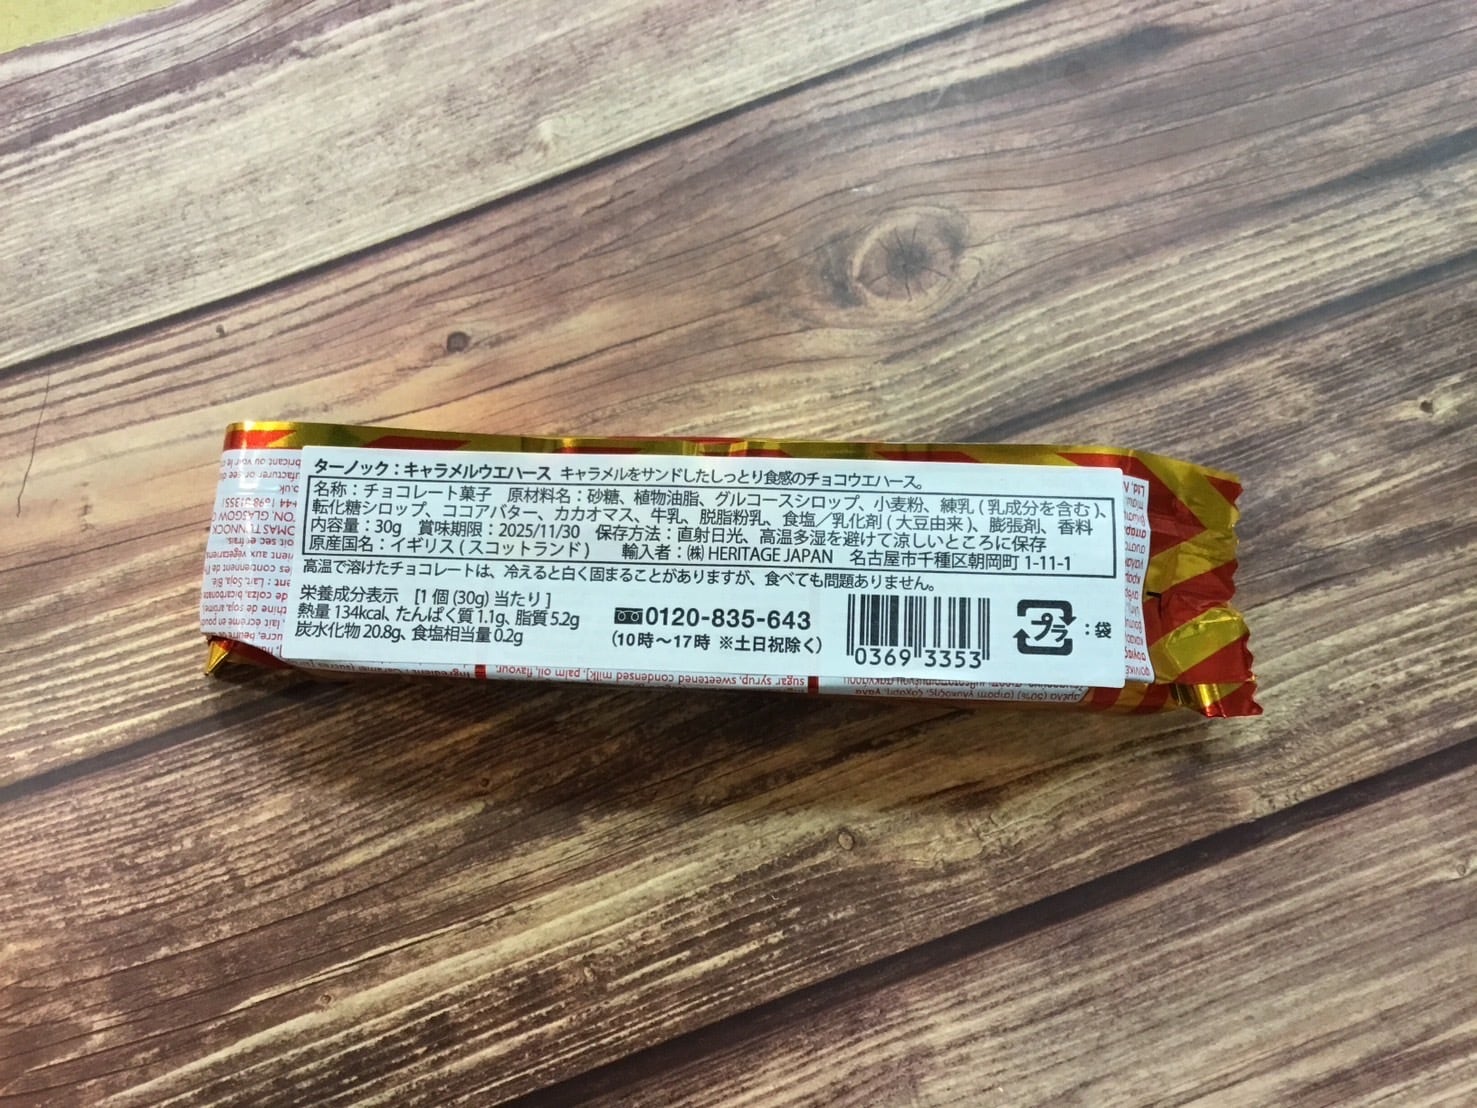 ターノック：キャラメルウエハース キャラメルをサンドしたしっとり食感のチョコウエハース。
名称：チョコレート菓子 原材料名：砂糖、植物油脂、グルコースシロップ、小麦粉、練乳(乳成分を含む)、
転化糖シロップ、ココアバター、カカオマス、牛乳、脱脂粉乳、食塩／乳化剤(大豆由来)、膨張剤、香料
内容量：30g 賞味期限：2025/11/30 保存方法：直射日光、高温多湿を避けて涼しいところに保存
原産国名：イギリス(スコットランド) 輸入者：㈱HERITAGE JAPAN 名古屋市千種区朝岡町 1-11-1
高温で溶けたチョコレートは、冷えると白く固まることがありますが、食べても問題ありません。
栄養成分表示 [1個(30g)当たり]
熱量 134kcal、たんぱく質 1.1g、脂質 5.2g
炭水化物 20.8g、食塩相当量 0.2g
0120-835-643
(10時～17時 ※土日祝除く)
0369 3353
プラ：袋
sugar syrup, sweetened condensed milk], palm oil, flavour,